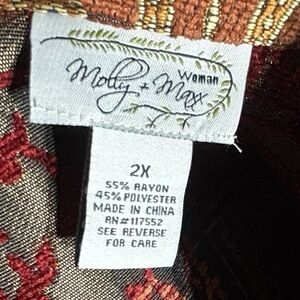 Woman
Molly + Maxx
2X
55% RAYON
45% POLYESTER
MADE IN CHINA
RN#117552
SEE REVERSE
FOR CARE